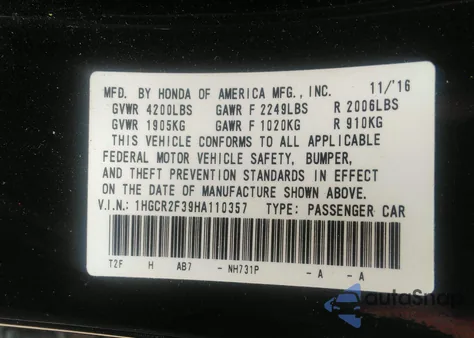 MFD. BY HONDA OF AMERICA MFG., INC. 11/'16
GVWR 4200LBS GAWR F 2249LBS R 2006LBS
GVWR 1905KG GAWR F 1020KG R 910KG
THIS VEHICLE CONFORMS TO ALL APPLICABLE
FEDERAL MOTOR VEHICLE SAFETY, BUMPER,
AND THEFT PREVENTION STANDARDS IN EFFECT
ON THE DATE OF MANUFACTURE SHOWN ABOVE.
V.I.N.: 1HGCR2F39HA110357 TYPE: PASSENGER CAR
T2F H AB7 - NH731P - A - A
autoSnap